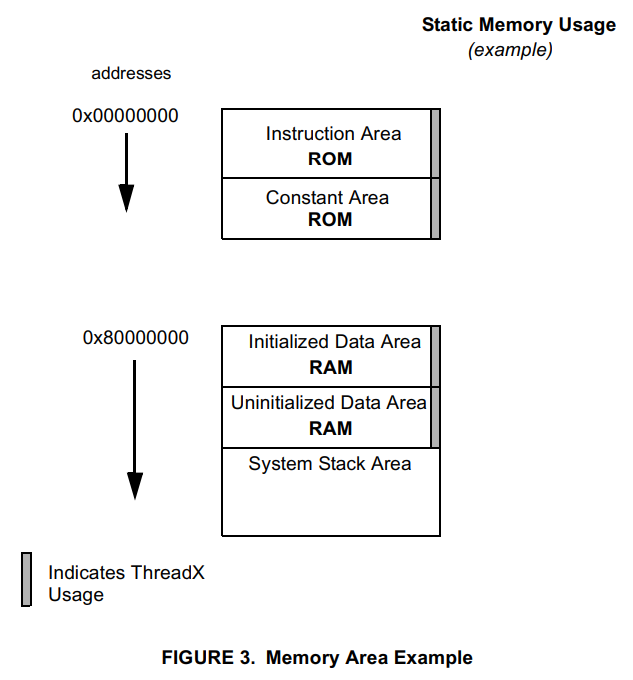 Static Memory Usage
(example)
addresses
0x00000000
Instruction Area
ROM
Constant Area
ROM
0x80000000
Initialized Data Area
RAM
Uninitialized Data Area
RAM
System Stack Area
Indicates ThreadX
Usage
FIGURE 3. Memory Area Example